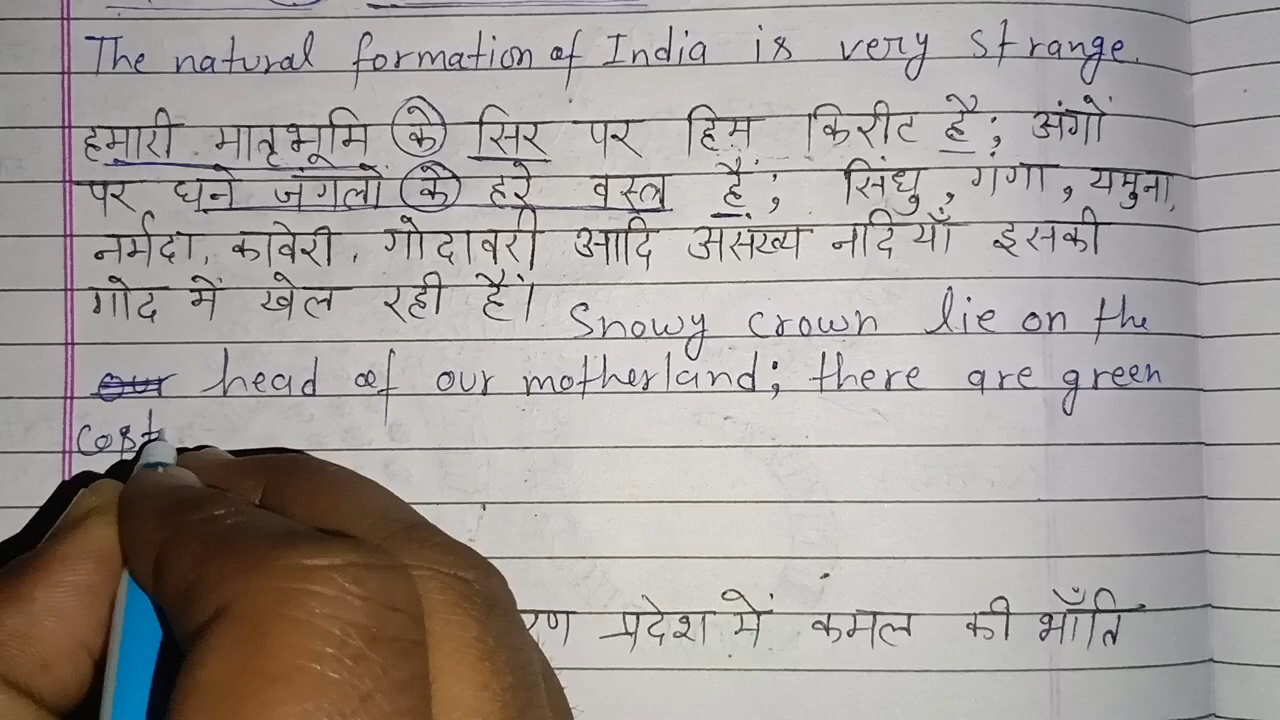 The natural formation of India is very strange.
हमारी मातृभूमि के सिर पर हिम किरीट है; अंगों
पर घने जंगलों के हरे वस्त्र हैं; सिंधु, गंगा, यमुना,
नर्मदा, कावेरी, गोदावरी आदि असंख्य नदियाँ इसकी
गोद में खेल रही हैं। Snowy crown lie on the
our head of our motherland; there are green
cost
प्रदेश में कमल की भाँति